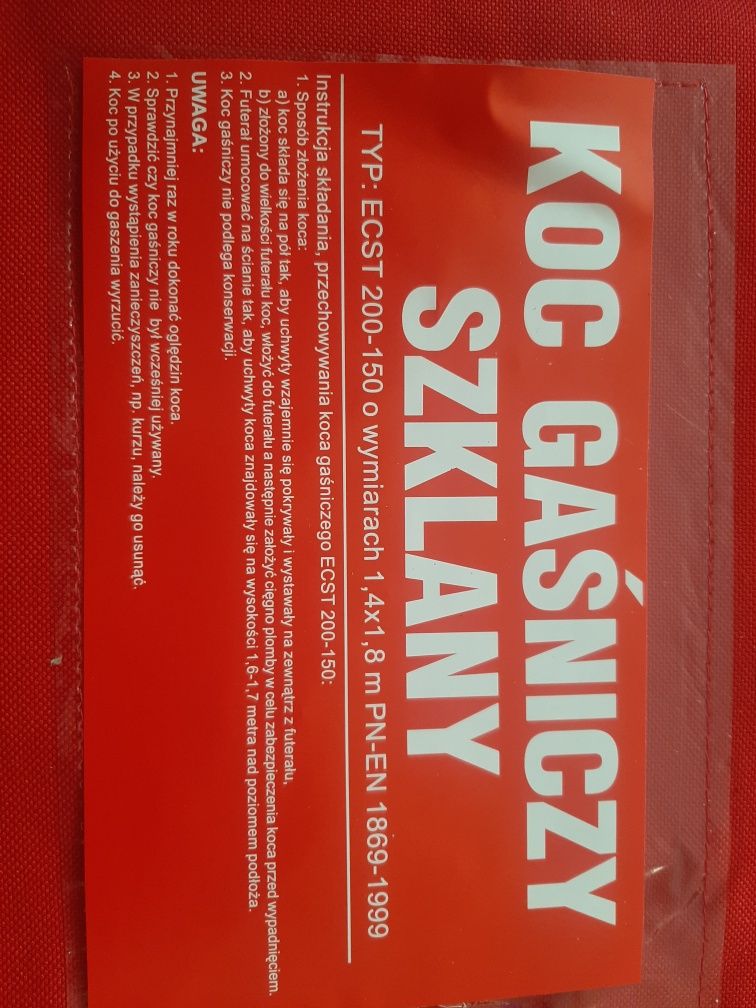 KOC GAŚNICZY
SZKLANY
TYP: ECST 200-150 o wymiarach 1,4x1,8 m PN-EN 1869-1999
Instrukcja składania, przechowywania koca gaśniczego ECST 200-150:
1. Sposób złożenia koca:
a) koc składa się na pół tak, aby uchwyty wzajemnie się pokrywały i wystawały na zewnątrz z futerału,
b) złożony do wielkości futerału koc, włożyć do futerału a następnie założyć cięgno plomby w celu zabezpieczenia koca przed wypadnięciem.
2. Futerał umocować na ścianie tak, aby uchwyty koca znajdowały się na wysokości 1,6-1,7 metra nad poziomem podłoża.
3. Koc gaśniczy nie podlega konserwacji.
UWAGA:
1. Przynajmniej raz w roku dokonać oględzin koca.
2. Sprawdzić czy koc gaśniczy nie był wcześniej używany.
3. W przypadku wystąpienia zanieczyszczeń, np. kurzu, należy go usunąć.
4. Koc po użyciu do gaszenia wyrzucić.